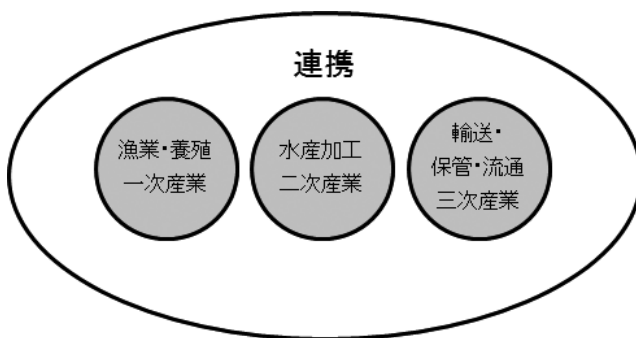 連携
漁業・養殖
一次産業
水産加工
二次産業
輸送・
保管・流通
三次産業